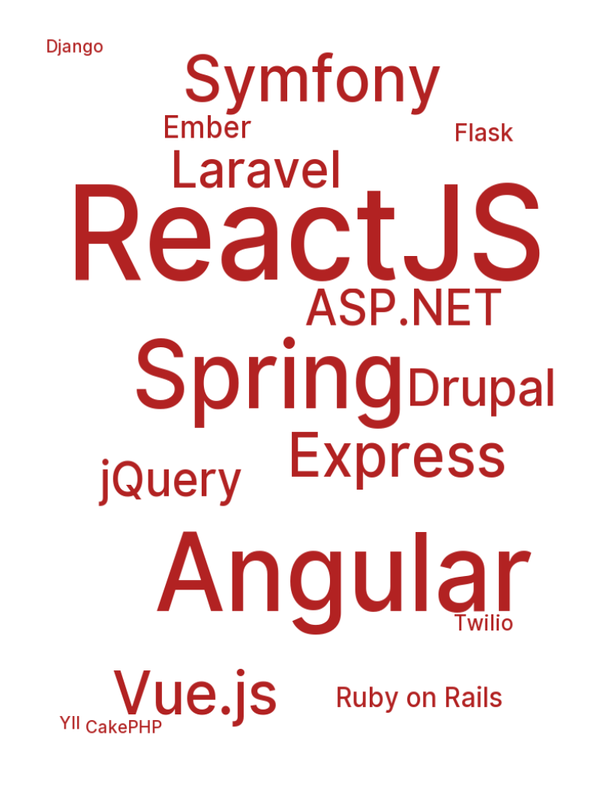 Django
Symfony
Ember
Flask
Laravel
ReactJS
ASP.NET
Spring
Drupal
Express
jQuery
Angular
Twilio
Vue.js
Ruby on Rails
YII
CakePHP